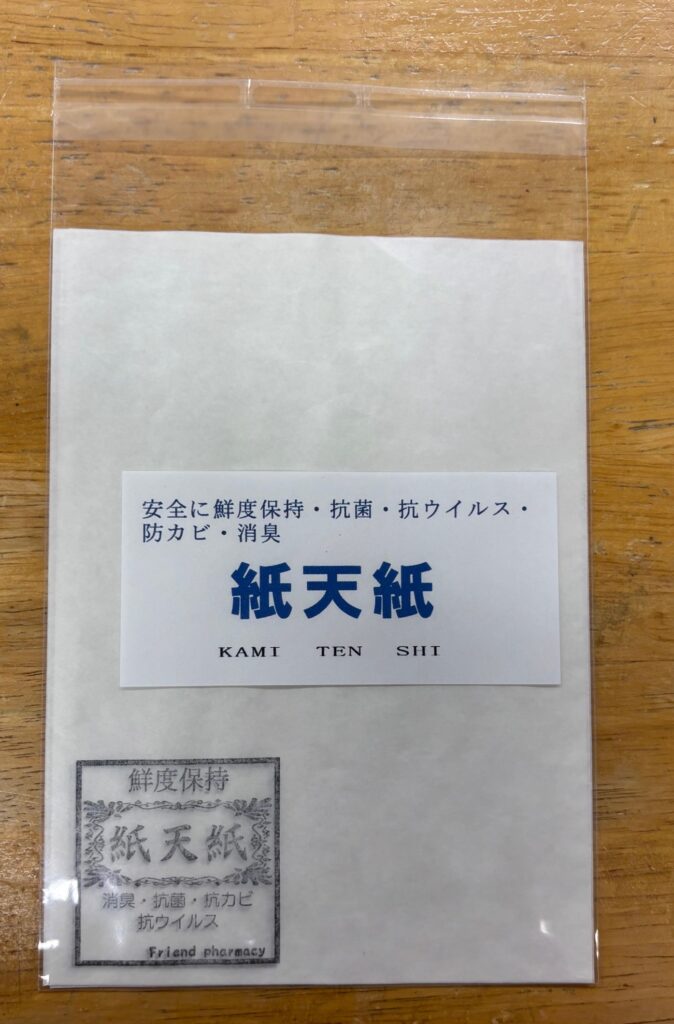 安全に鮮度保持・抗菌・抗ウイルス・
防カビ・消臭
紙天紙
KAMI TEN SHI
鮮度保持
紙天紙
消臭・抗菌・抗カビ
抗ウイルス
Friend pharmacy